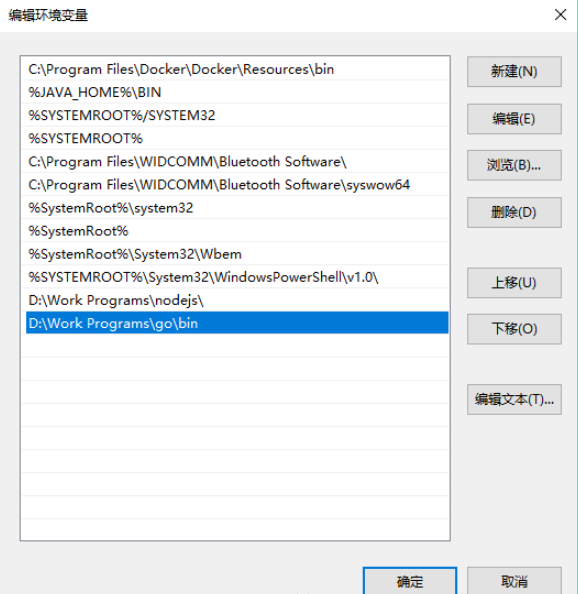 编辑环境变量
C:\Program Files\Docker\Docker\Resources\bin
%JAVA_HOME%\BIN
%SYSTEMROOT%/SYSTEM32
%SYSTEMROOT%
C:\Program Files\WIDCOMM\Bluetooth Software\
C:\Program Files\WIDCOMM\Bluetooth Software\syswow64
%SystemRoot%\system32
%SystemRoot%
%SystemRoot%\System32\Wbem
%SYSTEMROOT%\System32\WindowsPowerShell\v1.0\
D:\Work Programs\nodejs\
D:\Work Programs\go\bin
新建(N)
编辑(E)
浏览(B)...
删除(D)
上移(U)
下移(O)
编辑文本(T)...
确定
取消